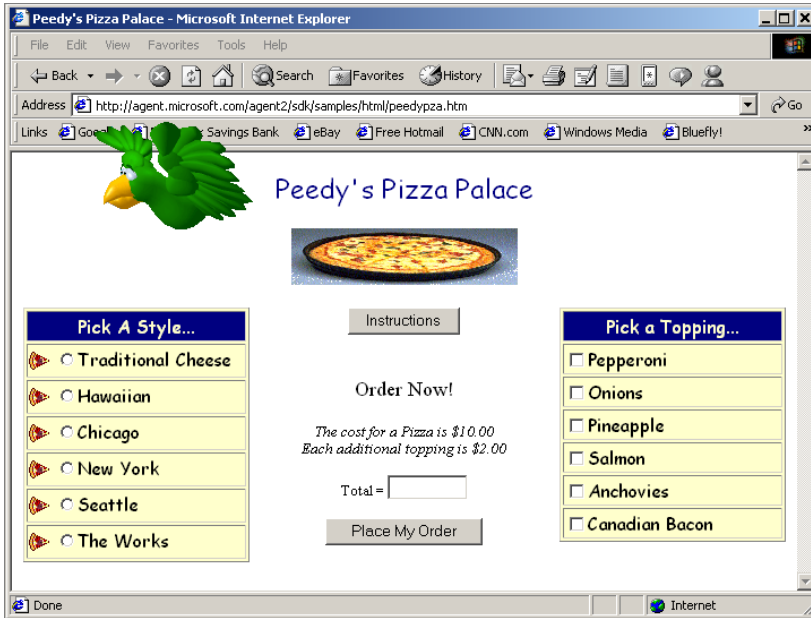 Peedy's Pizza Palace - Microsoft Internet Explorer
File Edit View Favorites Tools Help
Back Search Favorites History
Address http://agent.microsoft.com/agent2/sdk/samples/html/peedypza.htm Go
Links Savings Bank eBay Free Hotmail CNN.com Windows Media Bluefly! »
Peedy's Pizza Palace
Instructions
Pick A Style...
Traditional Cheese
Hawaiian
Chicago
New York
Seattle
The Works
Order Now!
The cost for a Pizza is $10.00
Each additional topping is $2.00
Total =
Place My Order
Pick a Topping...
Pepperoni
Onions
Pineapple
Salmon
Anchovies
Canadian Bacon
Done Internet